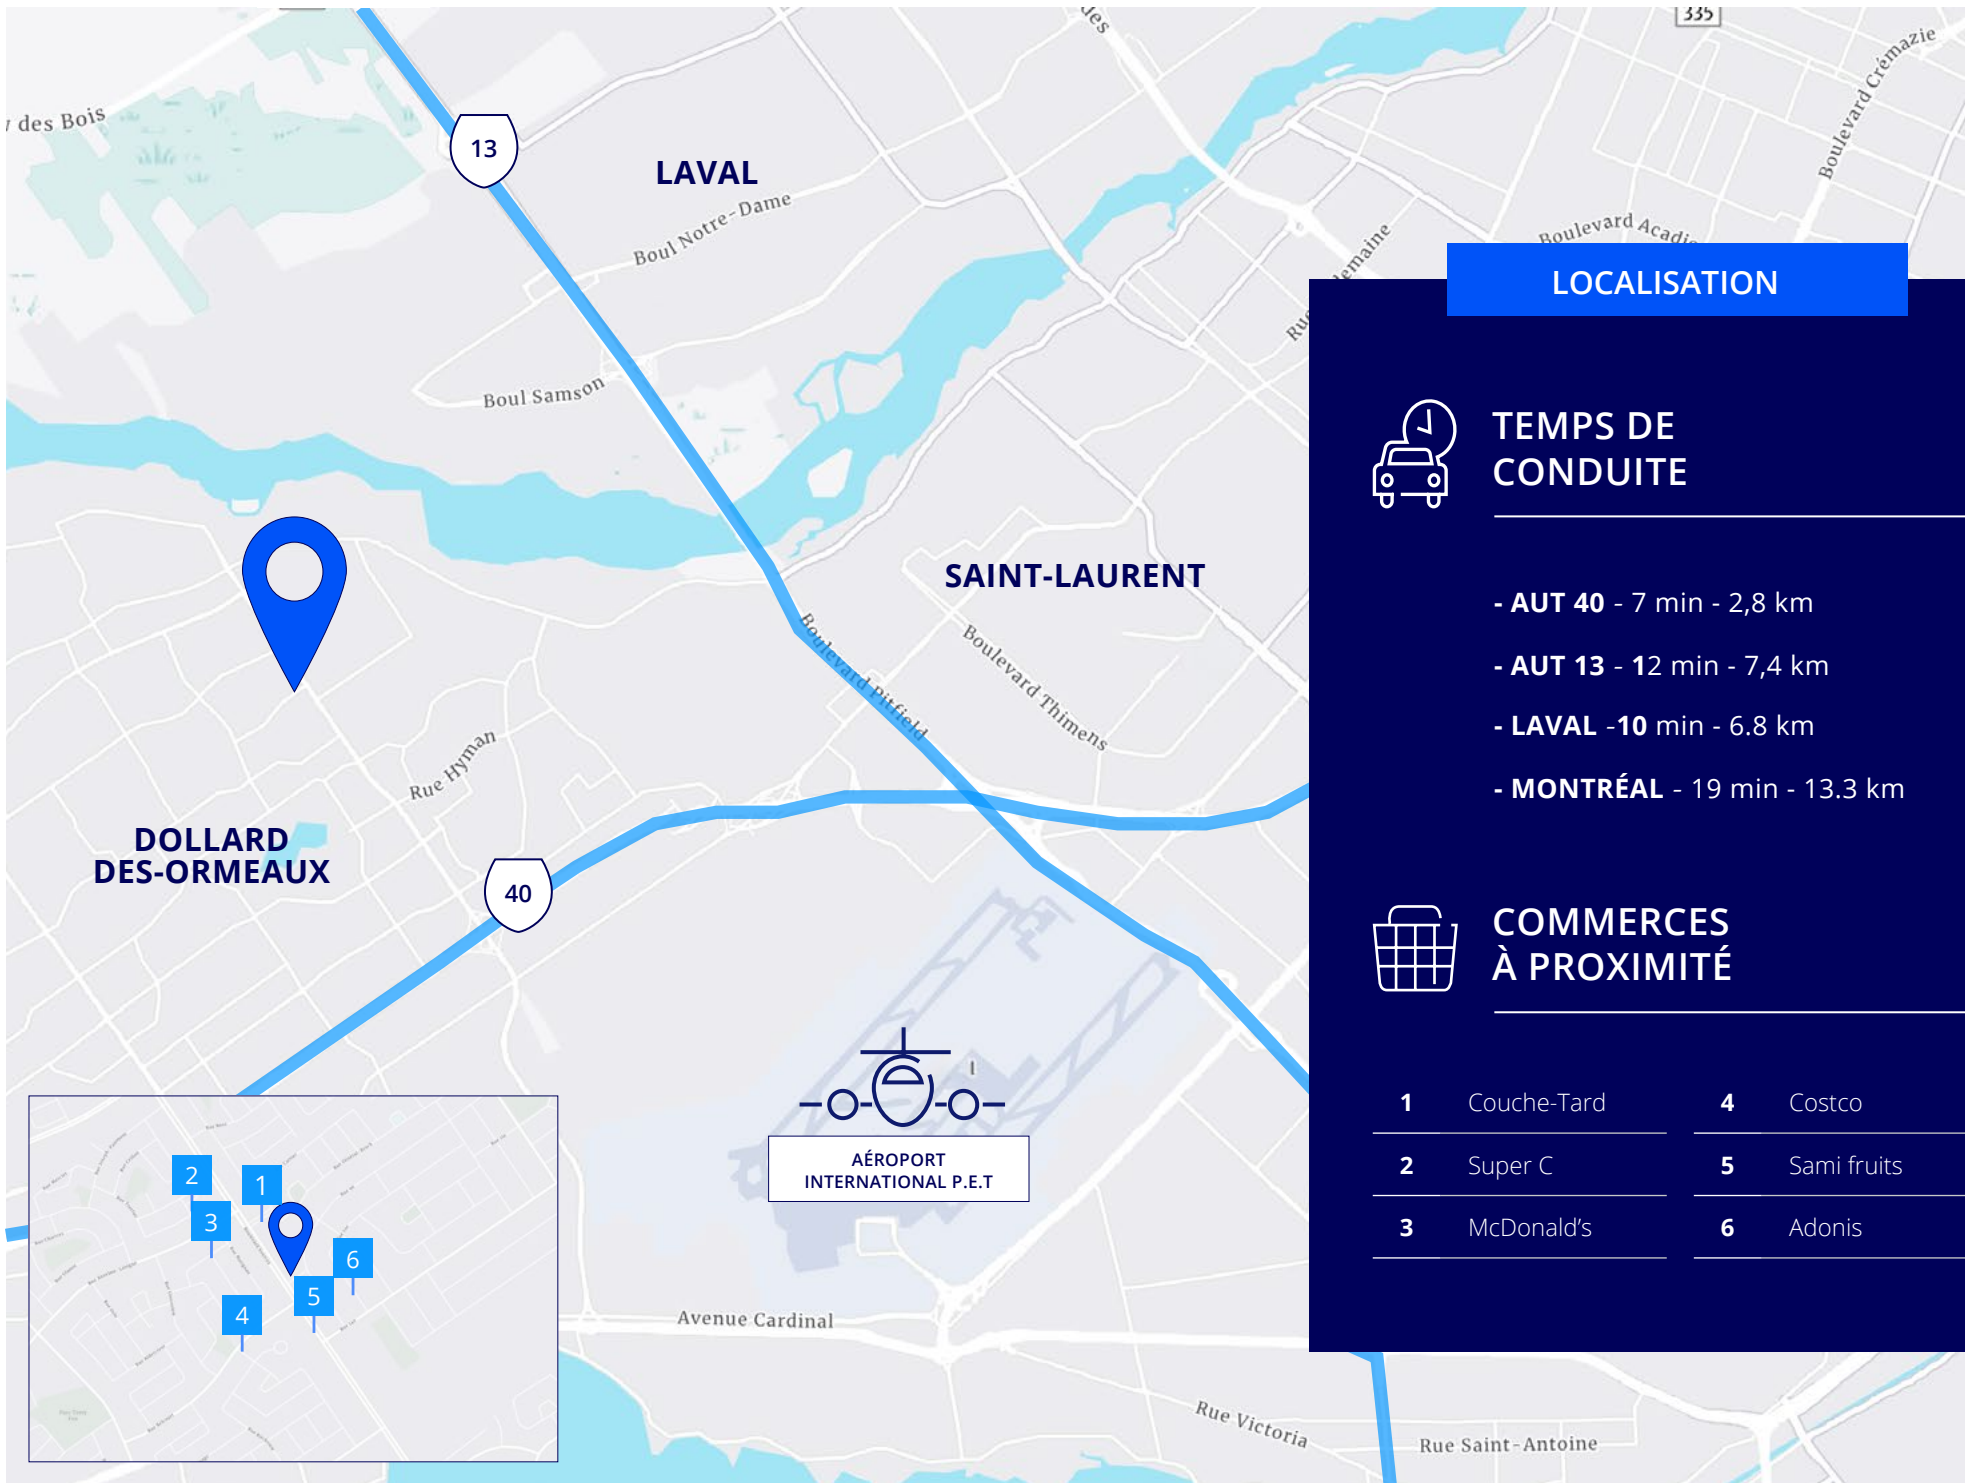 335
des
des Bois
Boulevard Crémazie
13
LAVAL
Boul Notre-Dame
Boulevard Acadie
LOCALISATION
Boul Samson
TEMPS DE
CONDUITE
SAINT-LAURENT
- AUT 40 - 7 min - 2,8 km
- AUT 13 - 12 min - 7,4 km
- LAVAL -10 min - 6.8 km
- MONTRÉAL - 19 min - 13.3 km
Boulevard Pitfield
Boulevard Thimens
Rue Hyman
DOLLARD
DES-ORMEAUX
40
COMMERCES
À PROXIMITÉ
1 Couche-Tard
2 Super C
3 McDonald’s
4 Costco
5 Sami fruits
6 Adonis
AÉROPORT
INTERNATIONAL P.E.T
2
1
3
6
5
4
Avenue Cardinal
Rue Victoria
Rue Saint-Antoine